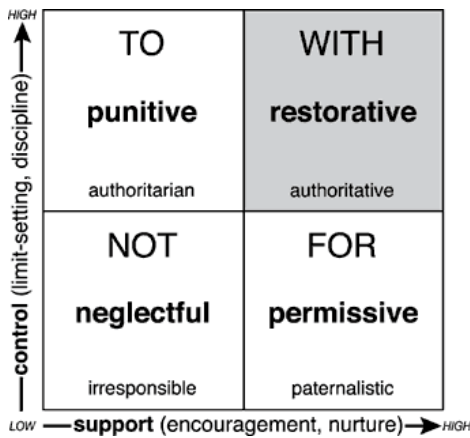 HIGH
TO
WITH
punitive
restorative
authoritarian
authoritative
NOT
FOR
neglectful
permissive
irresponsible
paternalistic
control (limit-setting, discipline)
LOW
support (encouragement, nurture)
HIGH